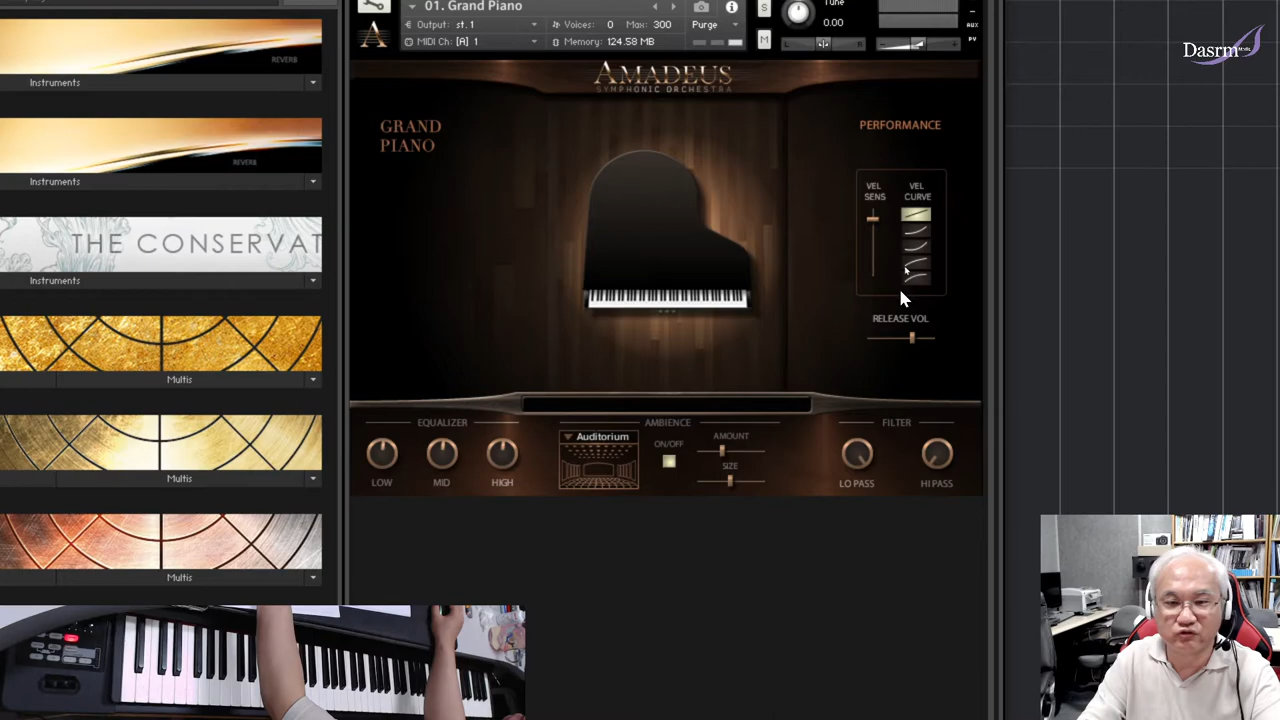 REVERB
Instruments
REVERB
Instruments
THE CONSERVAT
Instruments
Multis
Multis
Multis
01. Grand Piano
Output: st.1
Voices: 0 Max: 300
Purge
MIDI Ch: [A] 1
Memory: 124.58 MB
S
M
Tune
0.00
L
R
AUX
PV
AMADEUS
SYMPHONIC ORCHESTRA
GRAND
PIANO
PERFORMANCE
VEL
SENS
VEL
CURVE
RELEASE VOL
EQUALIZER
LOW
MID
HIGH
AMBIENCE
Auditorium
ON/OFF
AMOUNT
SIZE
FILTER
LO PASS
HI PASS
Dasrm